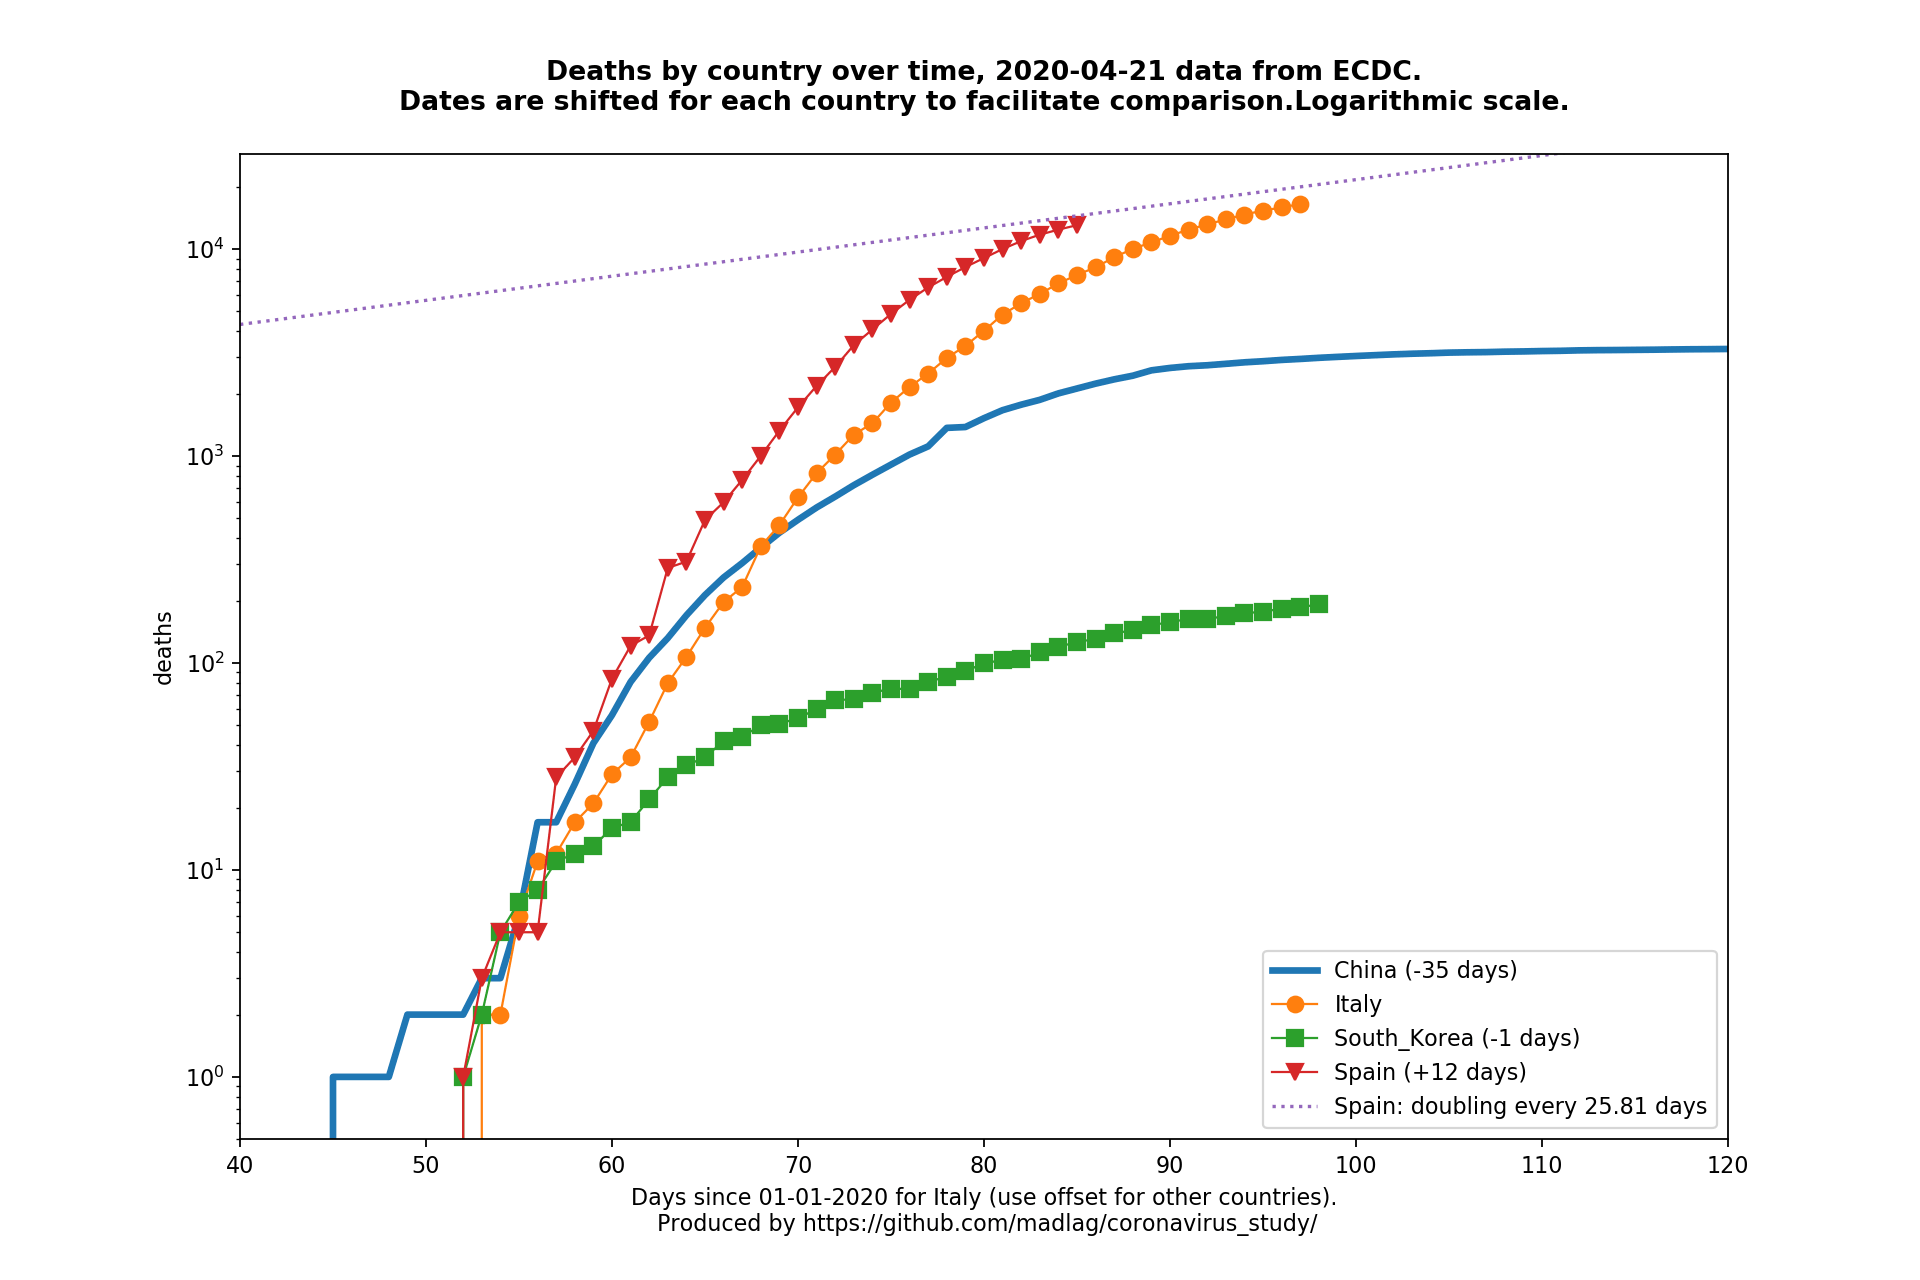 Deaths by country over time, 2020-04-21 data from ECDC.
Dates are shifted for each country to facilitate comparison.Logarithmic scale.
deaths
10^4
10^3
10^2
10^1
10^0
40 50 60 70 80 90 100 110 120
China (-35 days)
Italy
South_Korea (-1 days)
Spain (+12 days)
Spain: doubling every 25.81 days
Days since 01-01-2020 for Italy (use offset for other countries).
Produced by https://github.com/madlag/coronavirus_study/